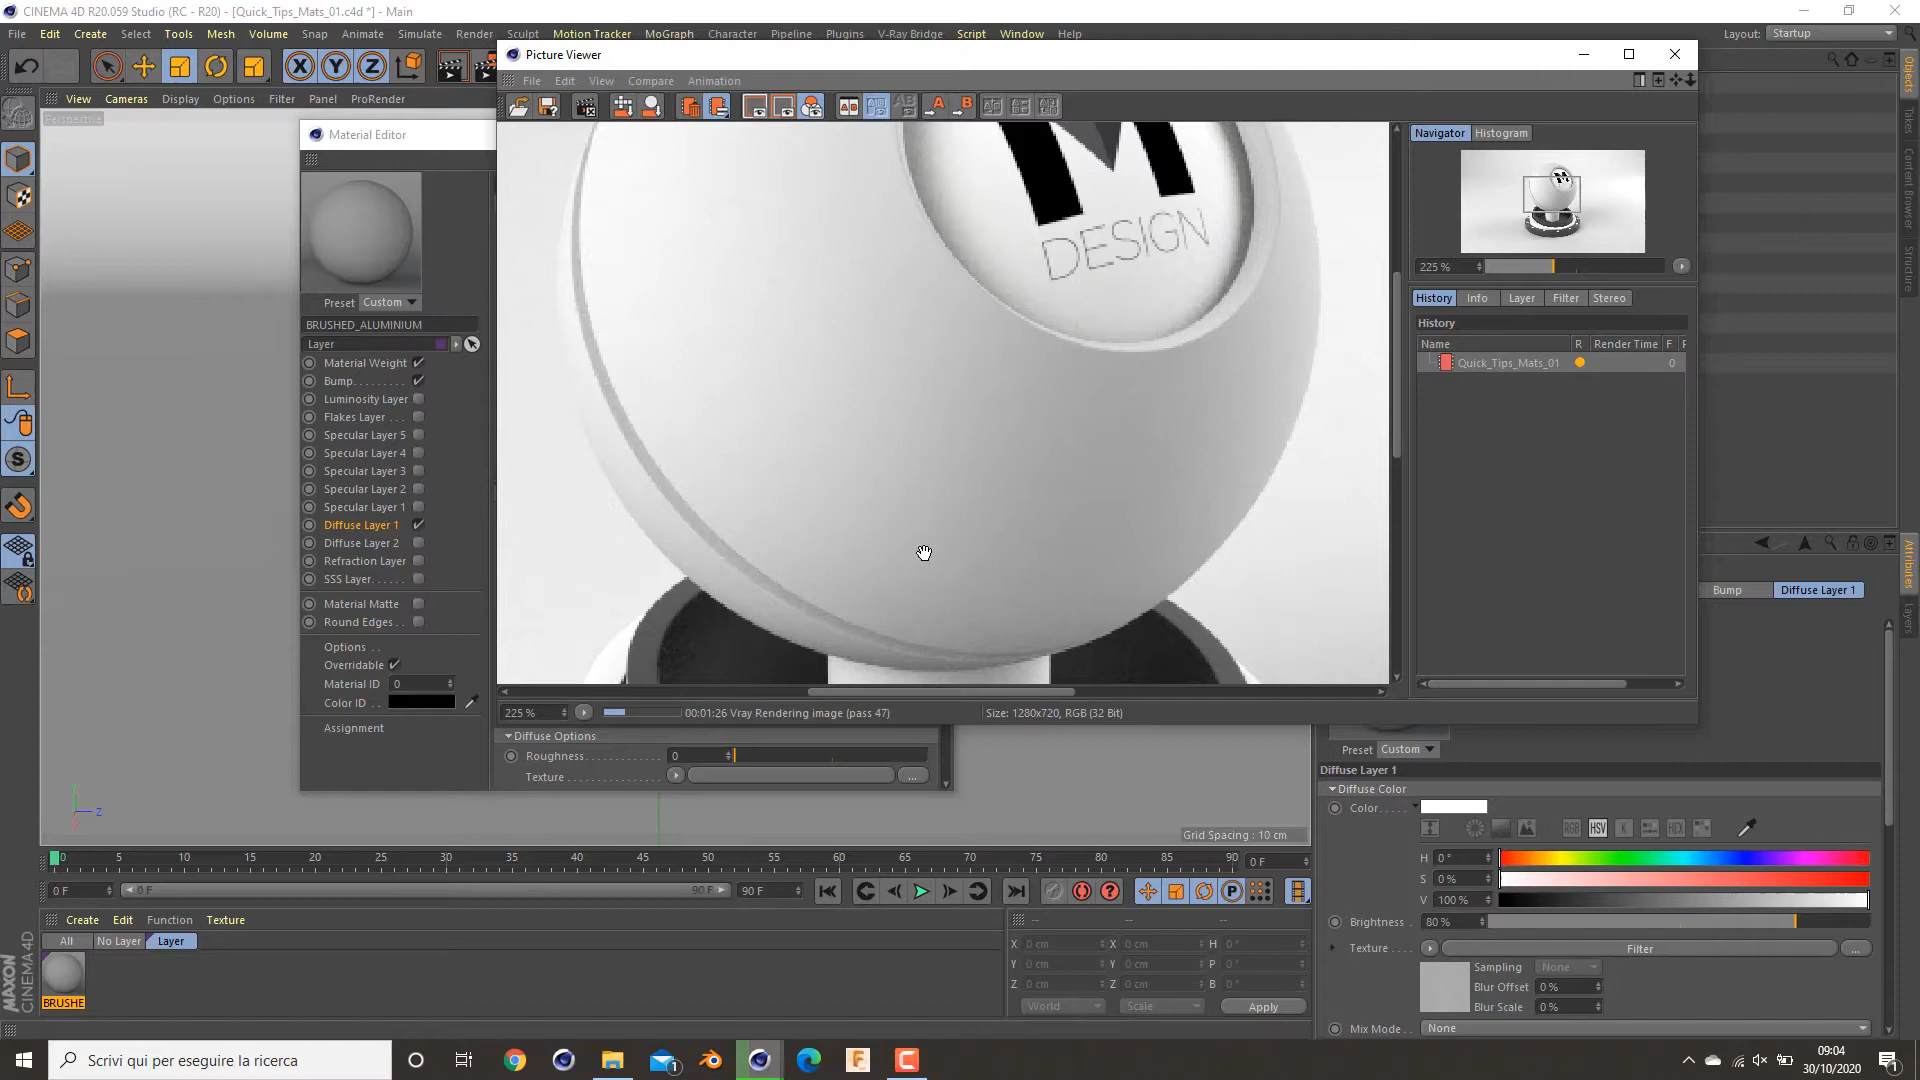 CINEMA 4D R20.059 Studio (RC - R20) - [Quick_Tips_Mats_01.c4d *] - Main
File Edit Create Select Tools Mesh Volume Snap Animate Simulate Render Sculpt Motion Tracker MoGraph Character Pipeline Plugins V-Ray Bridge Script Window Help
Layout: Startup
Picture Viewer
File Edit View Compare Animation
View Cameras Display Options Filter Panel ProRender
Perspective
Material Editor
Preset Custom
BRUSHED_ALUMINIUM
Layer
Material Weight
Bump
Luminosity Layer
Flakes Layer
Specular Layer 5
Specular Layer 4
Specular Layer 3
Specular Layer 2
Specular Layer 1
Diffuse Layer 1
Diffuse Layer 2
Refraction Layer
SSS Layer
Material Matte
Round Edges
Options
Overridable
Material ID 0
Color ID
Assignment
M
DESIGN
Navigator Histogram
225 %
History Info Layer Filter Stereo
History
Name R Render Time F
Quick_Tips_Mats_01 0
225 % 00:01:26 Vray Rendering image (pass 47) Size: 1280x720, RGB (32 Bit)
Diffuse Options
Roughness 0
Texture ...
Grid Spacing : 10 cm
Objects
Takes
Content Browser
Structure
Attributes
Layers
Bump Diffuse Layer 1
Preset Custom
Diffuse Layer 1
Diffuse Color
Color
RGB HSV K HEX
H 0 °
S 0 %
V 100 %
Brightness 80 %
Texture Filter ...
Sampling None
Blur Offset 0 %
Blur Scale 0 %
Mix Mode None
0 5 10 15 20 25 30 35 40 45 50 55 60 65 70 75 80 85 90 0 F
0 F 0 F 90 F 90 F
Create Edit Function Texture
All No Layer Layer
BRUSHE
MAXON CINEMA 4D
-- -- --
X 0 cm X 0 cm H 0 °
Y 0 cm Y 0 cm P 0 °
Z 0 cm Z 0 cm B 0 °
World Scale Apply
Scrivi qui per eseguire la ricerca
09:04
30/10/2020